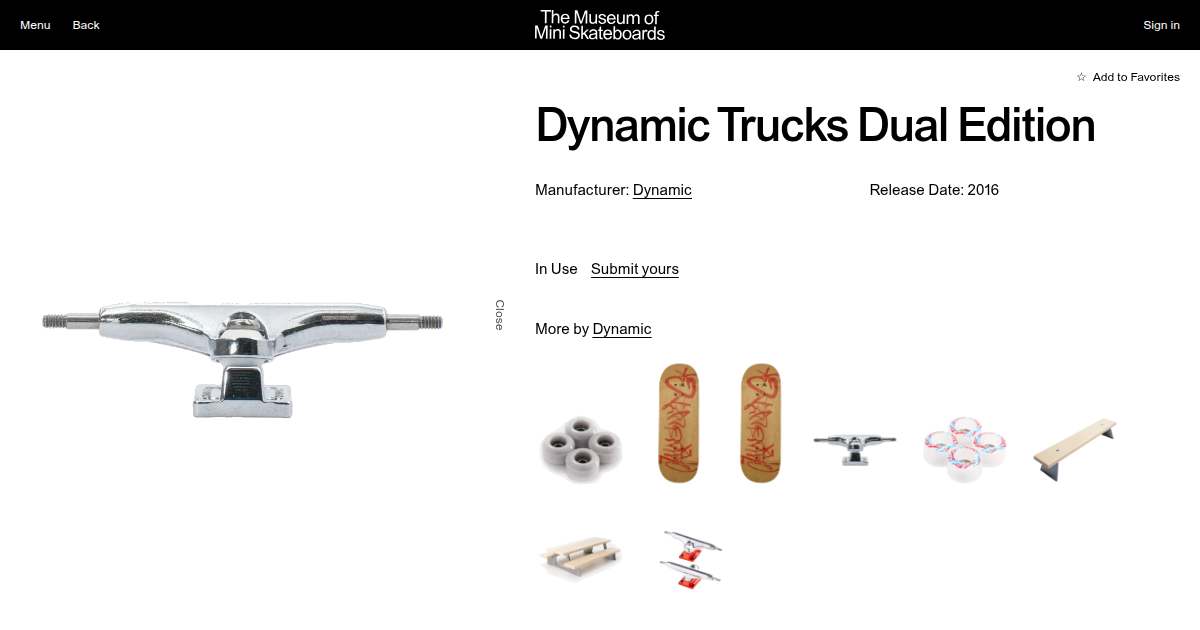 Menu
Back
The Museum of
Mini Skateboards
Sign in
☆ Add to Favorites
Dynamic Trucks Dual Edition
Manufacturer: Dynamic
Release Date: 2016
In Use
Submit yours
Close
More by Dynamic